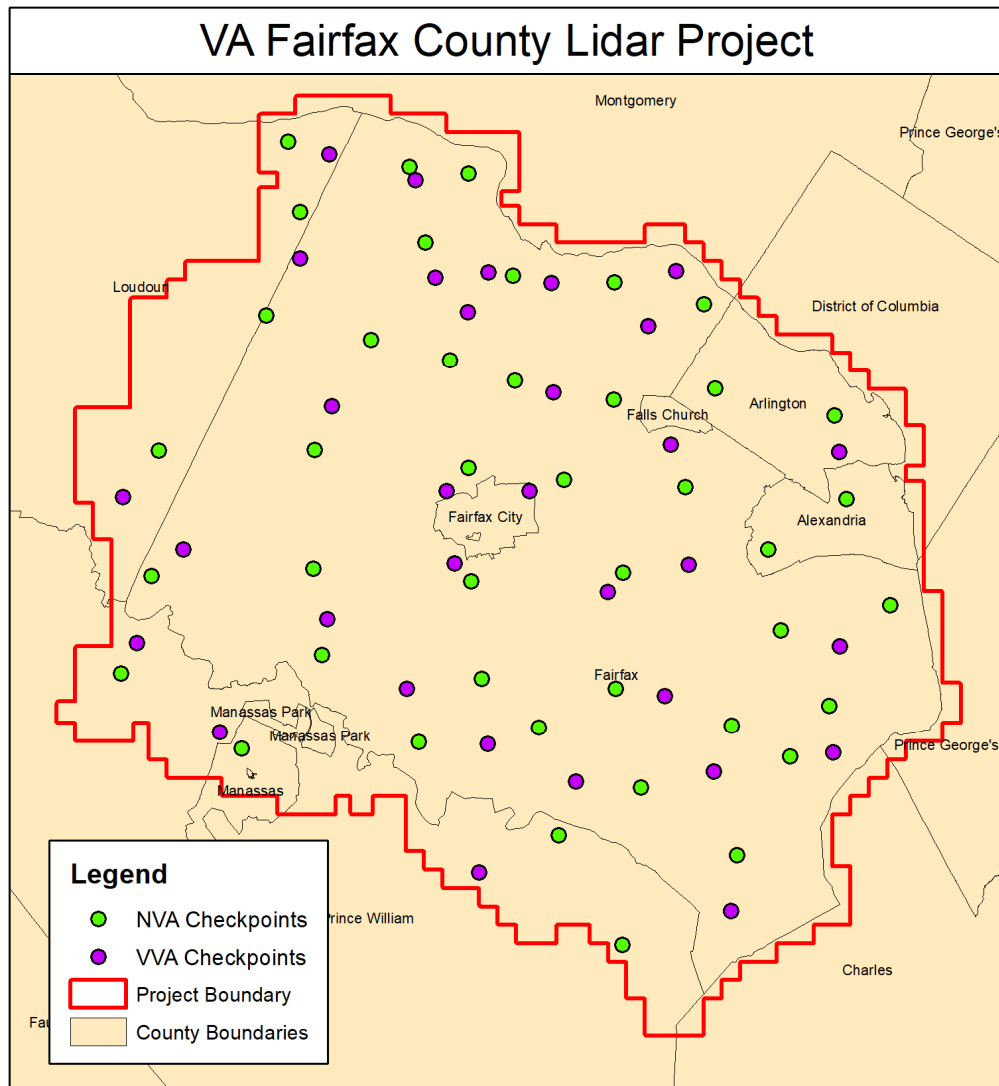 VA Fairfax County Lidar Project
Montgomery
Prince George's
Loudoun
District of Columbia
Arlington
Falls Church
Fairfax City
Alexandria
Fairfax
Manassas Park
Manassas Park
Prince George's
Manassas
Legend
NVA Checkpoints
Prince William
VVA Checkpoints
Charles
Project Boundary
Fau
County Boundaries